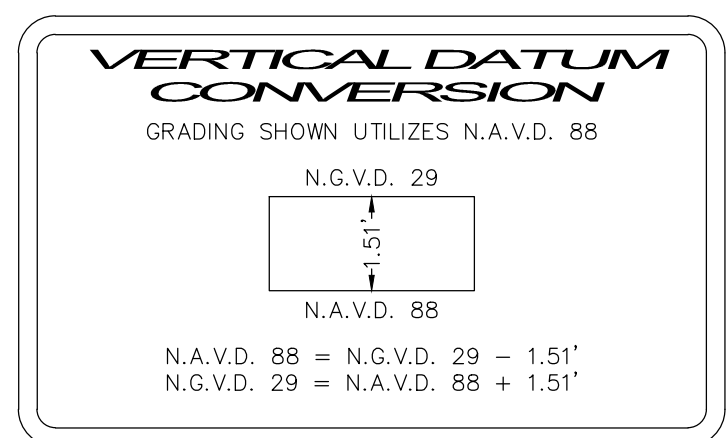 VERTICAL DATUM
CONVERSION
GRADING SHOWN UTILIZES N.A.V.D. 88
N.G.V.D. 29
1.51'
N.A.V.D. 88
N.A.V.D. 88 = N.G.V.D. 29 - 1.51'
N.G.V.D. 29 = N.A.V.D. 88 + 1.51'